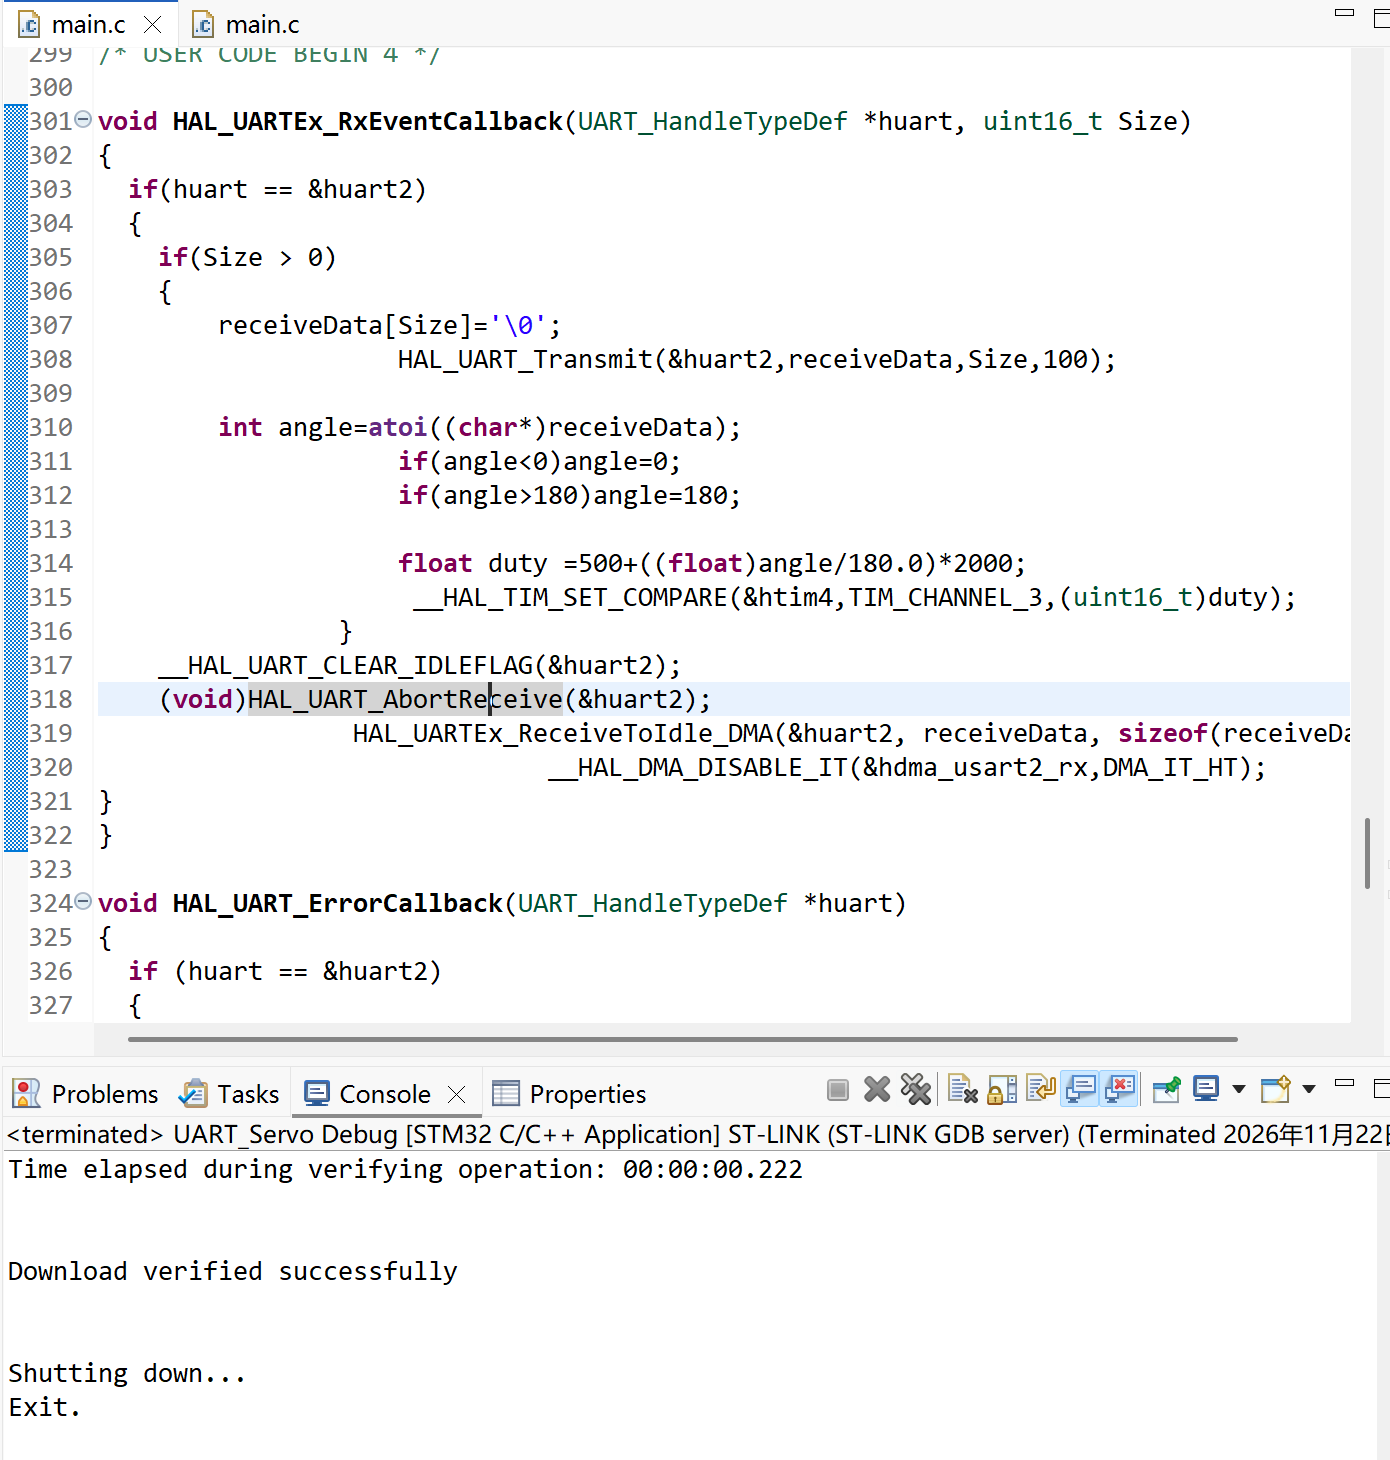 main.c
main.c
299 /* USER CODE BEGIN 4 */
300
301 void HAL_UARTEx_RxEventCallback(UART_HandleTypeDef *huart, uint16_t Size)
302 {
303   if(huart == &huart2)
304   {
305     if(Size > 0)
306     {
307         receiveData[Size]='\0';
308                     HAL_UART_Transmit(&huart2,receiveData,Size,100);
309
310         int angle=atoi((char*)receiveData);
311                     if(angle<0)angle=0;
312                     if(angle>180)angle=180;
313
314                     float duty =500+((float)angle/180.0)*2000;
315                      __HAL_TIM_SET_COMPARE(&htim4,TIM_CHANNEL_3,(uint16_t)duty);
316                 }
317     __HAL_UART_CLEAR_IDLEFLAG(&huart2);
318     (void)HAL_UART_AbortReceive(&huart2);
319                  HAL_UARTEx_ReceiveToIdle_DMA(&huart2, receiveData, sizeof(receiveDa
320                               __HAL_DMA_DISABLE_IT(&hdma_usart2_rx,DMA_IT_HT);
321 }
322 }
323
324 void HAL_UART_ErrorCallback(UART_HandleTypeDef *huart)
325 {
326   if (huart == &huart2)
327   {
Problems Tasks Console Properties
<terminated> UART_Servo Debug [STM32 C/C++ Application] ST-LINK (ST-LINK GDB server) (Terminated 2026年11月22日
Time elapsed during verifying operation: 00:00:00.222
Download verified successfully
Shutting down...
Exit.